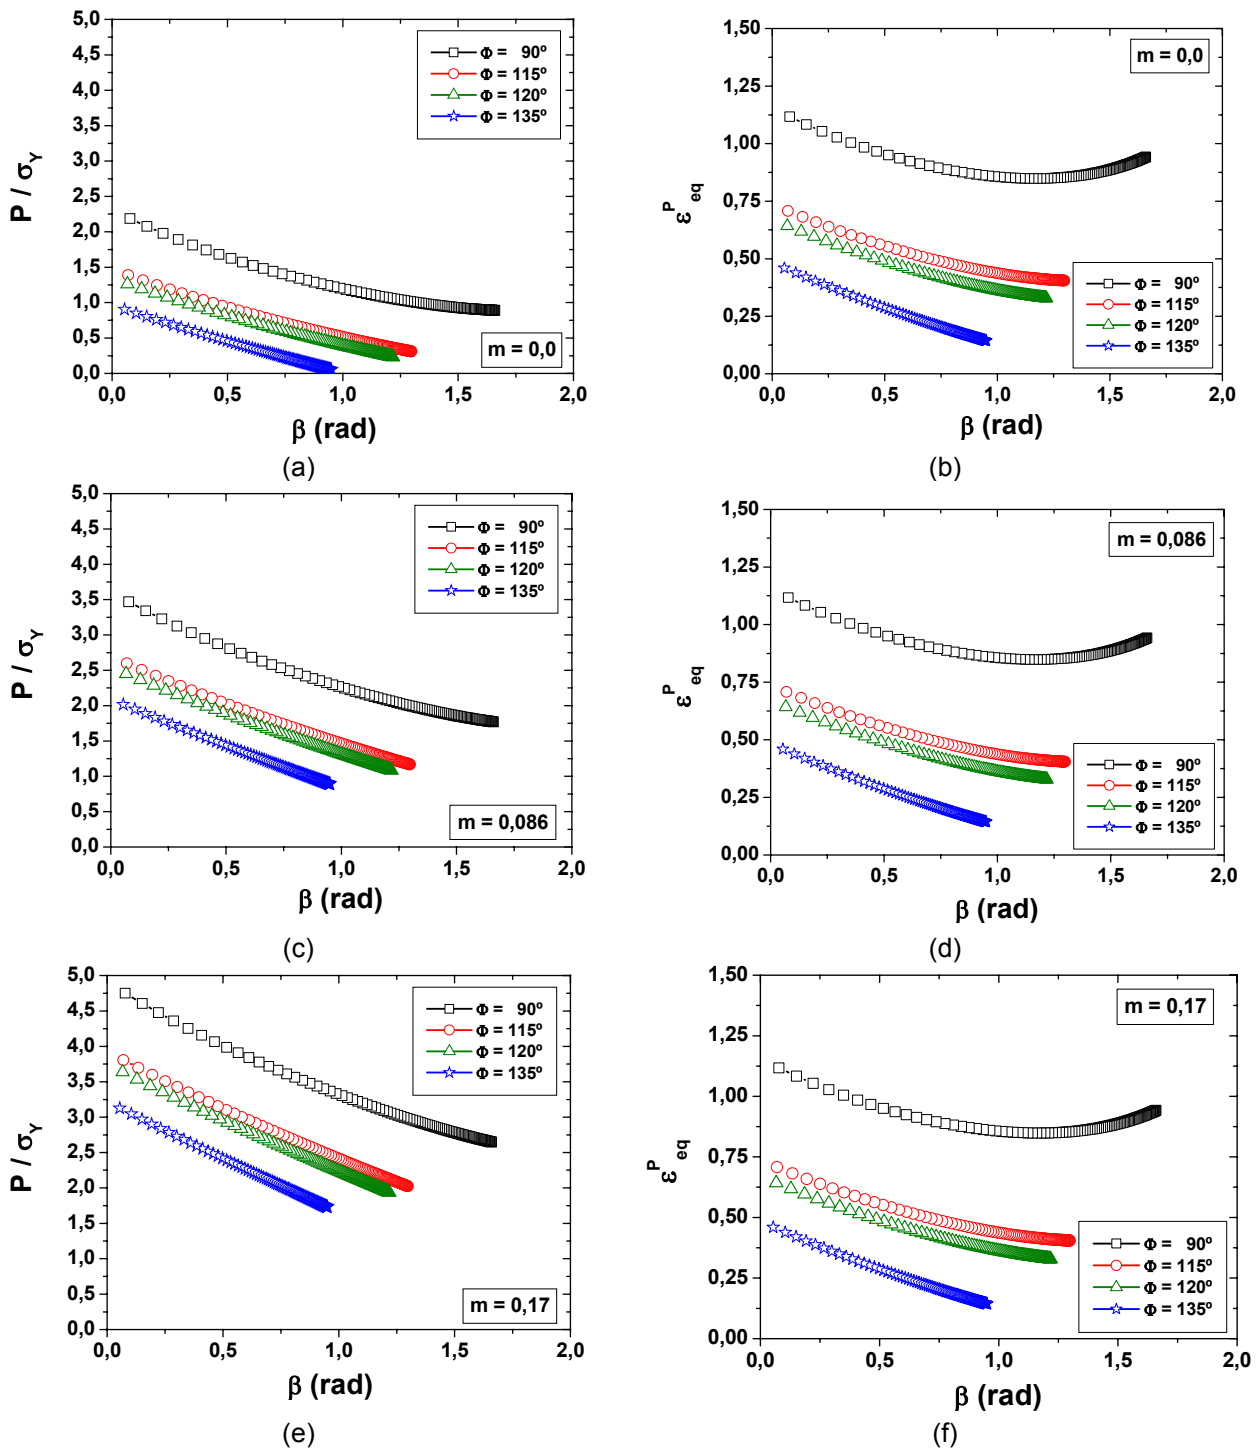 5,0
4,5
4,0
3,5
3,0
2,5
2,0
1,5
1,0
0,5
0,0
P / σY
Φ = 90º
Φ = 115º
Φ = 120º
Φ = 135º
m = 0,0
0,0 0,5 1,0 1,5 2,0
β (rad)
(a)
1,50
1,25
1,00
0,75
0,50
0,25
0,00
εPeq
m = 0,0
Φ = 90º
Φ = 115º
Φ = 120º
Φ = 135º
0,0 0,5 1,0 1,5 2,0
β (rad)
(b)
5,0
4,5
4,0
3,5
3,0
2,5
2,0
1,5
1,0
0,5
0,0
P / σY
Φ = 90º
Φ = 115º
Φ = 120º
Φ = 135º
m = 0,086
0,0 0,5 1,0 1,5 2,0
β (rad)
(c)
1,50
1,25
1,00
0,75
0,50
0,25
0,00
εPeq
m = 0,086
Φ = 90º
Φ = 115º
Φ = 120º
Φ = 135º
0,0 0,5 1,0 1,5 2,0
β (rad)
(d)
5,0
4,5
4,0
3,5
3,0
2,5
2,0
1,5
1,0
0,5
0,0
P / σY
Φ = 90º
Φ = 115º
Φ = 120º
Φ = 135º
m = 0,17
0,0 0,5 1,0 1,5 2,0
β (rad)
(e)
1,50
1,25
1,00
0,75
0,50
0,25
0,00
εPeq
m = 0,17
Φ = 90º
Φ = 115º
Φ = 120º
Φ = 135º
0,0 0,5 1,0 1,5 2,0
β (rad)
(f)